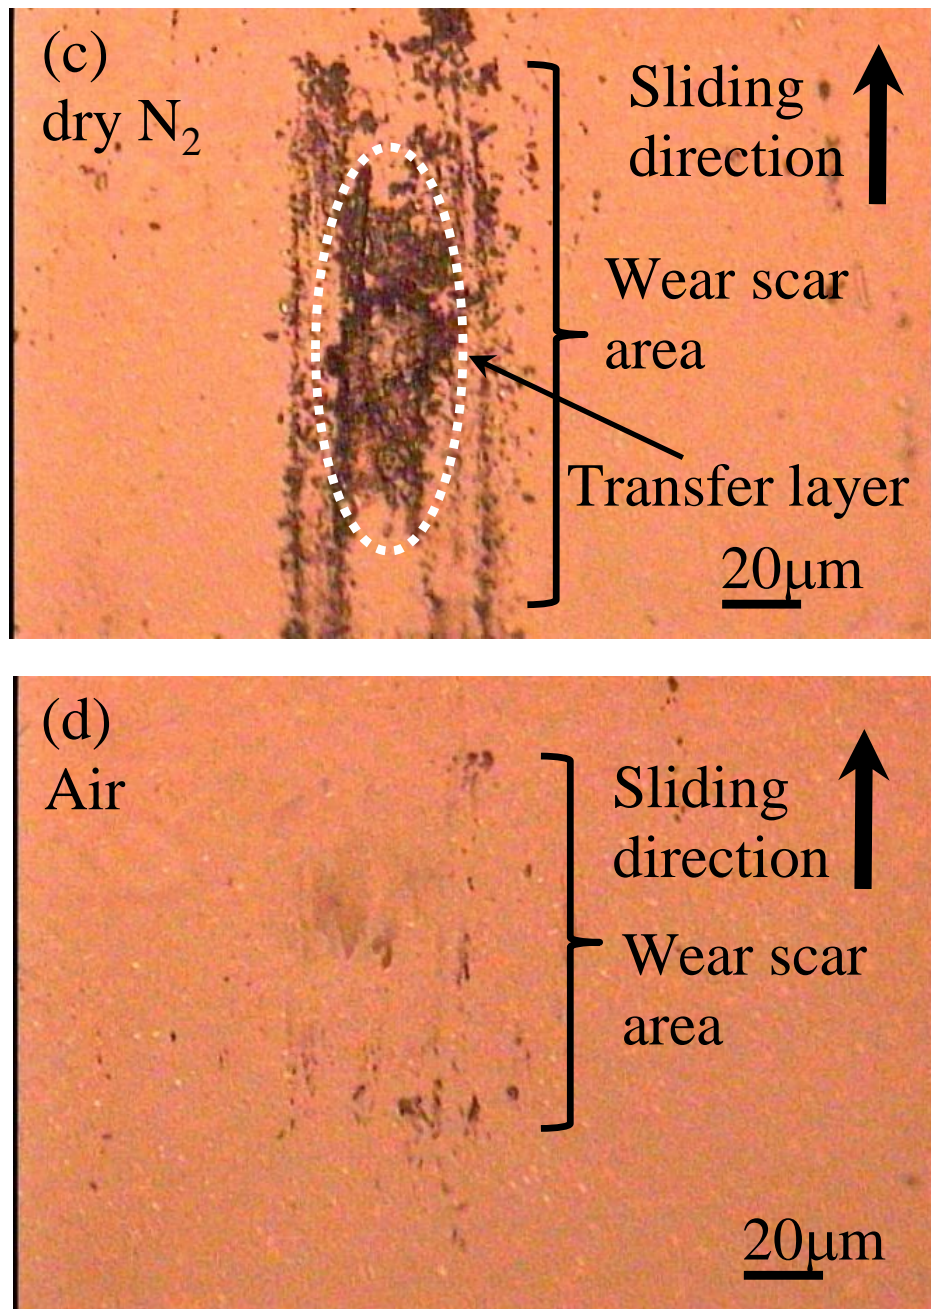 (c)
dry N₂
Sliding
direction
Wear scar
area
Transfer layer
20μm
(d)
Air
Sliding
direction
Wear scar
area
20μm